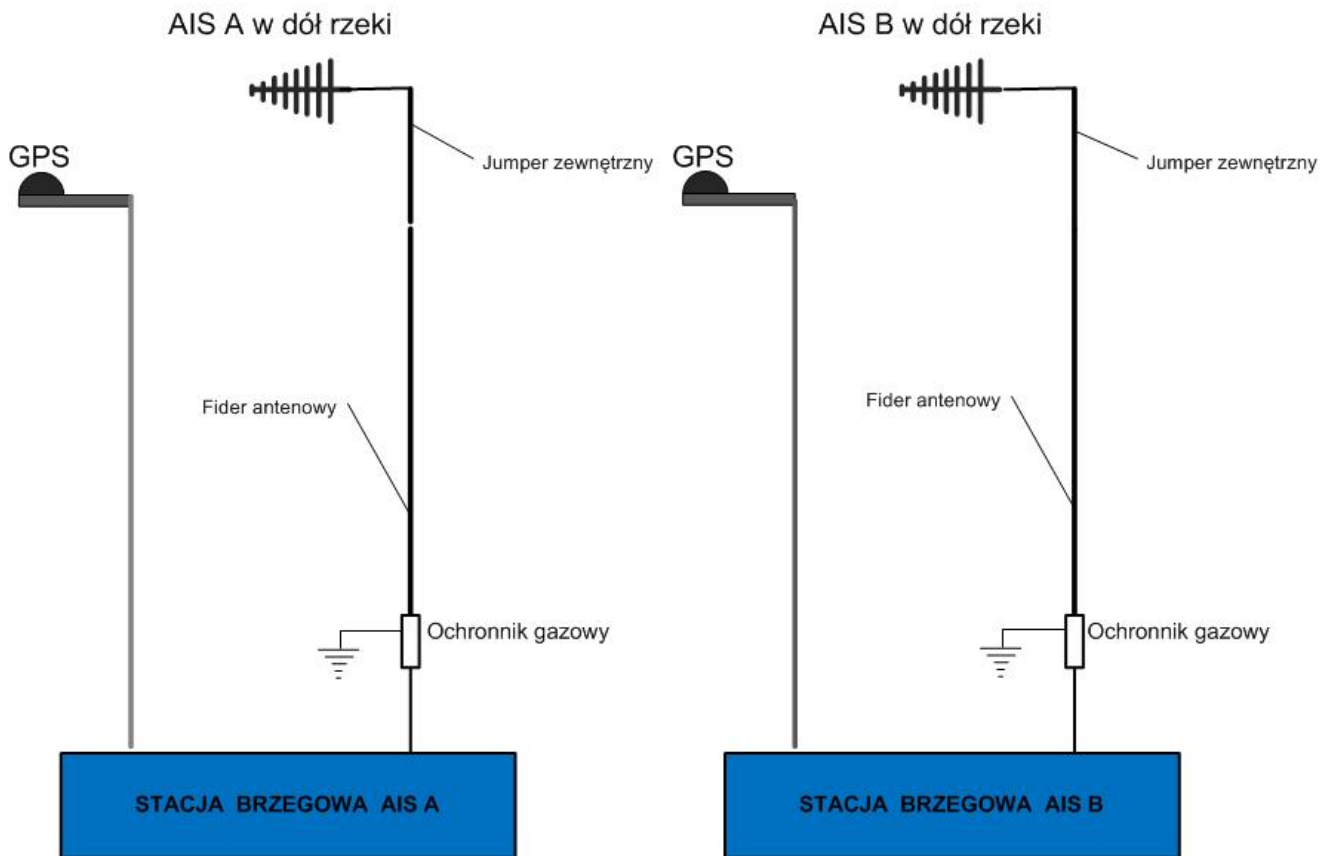 AIS A w dół rzeki
AIS B w dół rzeki
Jumper zewnętrzny
Jumper zewnętrzny
GPS
GPS
Fider antenowy
Fider antenowy
Ochronnik gazowy
Ochronnik gazowy
STACJA BRZEGOWA AIS A
STACJA BRZEGOWA AIS B